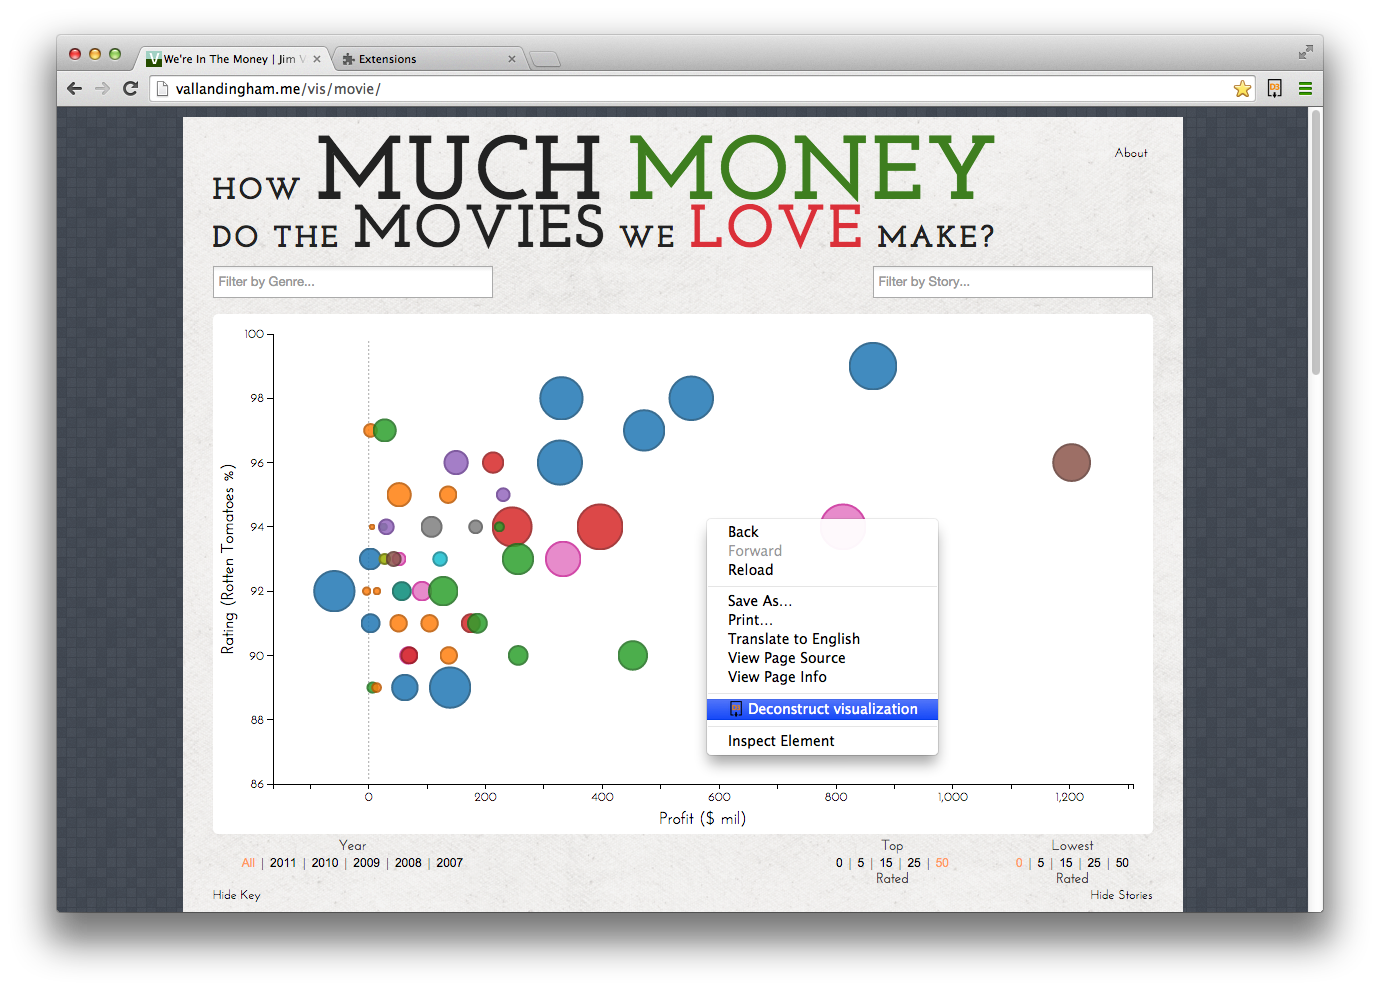 We're In The Money | Jim V
Extensions
vallandingham.me/vis/movie/
D3
About
HOW MUCH MONEY
DO THE MOVIES WE LOVE MAKE?
Filter by Genre...
Filter by Story...
100
98
96
94
92
90
88
86
Rating (Rotten Tomatoes %)
0
200
400
600
800
1,000
1,200
Profit ($ mil)
Back
Forward
Reload
Save As...
Print...
Translate to English
View Page Source
View Page Info
Deconstruct visualization
Inspect Element
Year
All | 2011 | 2010 | 2009 | 2008 | 2007
Top
0 | 5 | 15 | 25 | 50
Rated
Lowest
0 | 5 | 15 | 25 | 50
Rated
Hide Key
Hide Stories